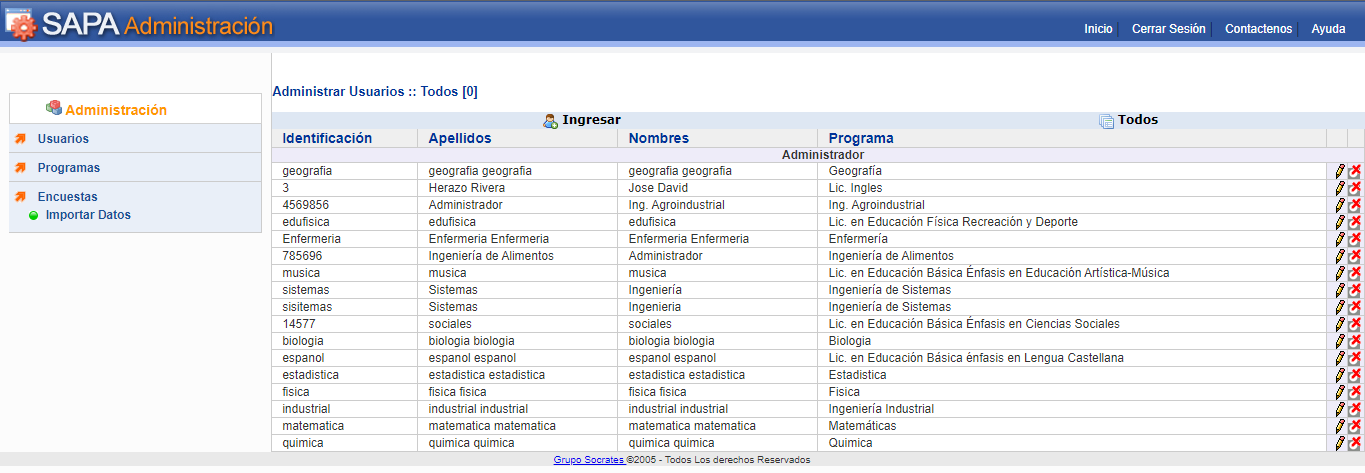 SAPA Administración
Inicio Cerrar Sesión Contactenos Ayuda
Administración
Usuarios
Programas
Encuestas
Importar Datos
Administrar Usuarios :: Todos [0]
Ingresar Todos
Identificación Apellidos Nombres Programa
Administrador
geografia geografia geografia geografia geografia Geografía
3 Herazo Rivera Jose David Lic. Ingles
4569856 Administrador Ing. Agroindustrial Ing. Agroindustrial
edufisica edufisica edufisica Lic. en Educación Física Recreación y Deporte
Enfermeria Enfermeria Enfermeria Enfermeria Enfermeria Enfermería
785696 Ingeniería de Alimentos Administrador Ingeniería de Alimentos
musica musica musica Lic. en Educación Básica Énfasis en Educación Artística-Música
sistemas Sistemas Ingeniería Ingeniería de Sistemas
sisitemas Sistemas Ingenieria Ingeniería de Sistemas
14577 sociales sociales Lic. en Educación Básica Énfasis en Ciencias Sociales
biologia biologia biologia biologia biologia Biologia
espanol espanol espanol espanol espanol Lic. en Educación Básica énfasis en Lengua Castellana
estadistica estadistica estadistica estadistica estadistica Estadistica
fisica fisica fisica fisica fisica Fisica
industrial industrial industrial industrial industrial Ingeniería Industrial
matematica matematica matematica matematica matematica Matemáticas
quimica quimica quimica quimica quimica Quimica
Grupo Socrates ©2005 - Todos Los derechos Reservados